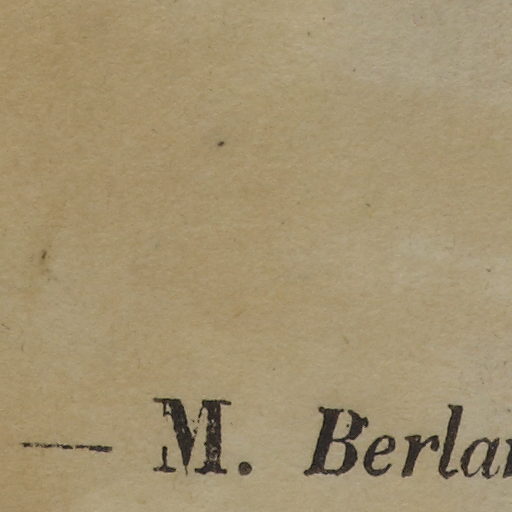 — M. Berla